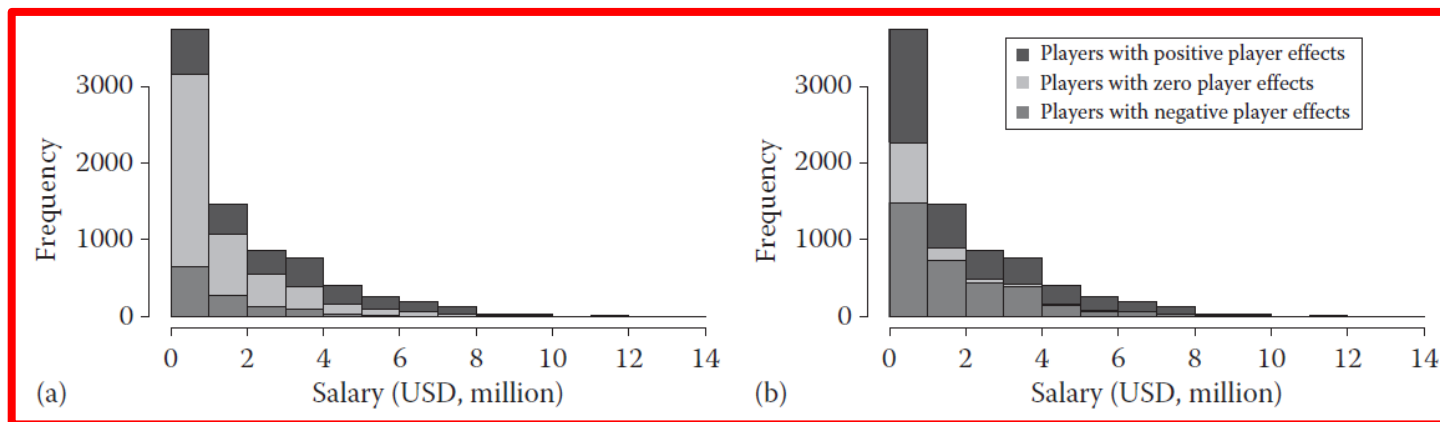 3000
2000
1000
0
Frequency
0 2 4 6 8 10 12 14
Salary (USD, million)
(a)
3000
2000
1000
0
Frequency
Players with positive player effects
Players with zero player effects
Players with negative player effects
0 2 4 6 8 10 12 14
Salary (USD, million)
(b)